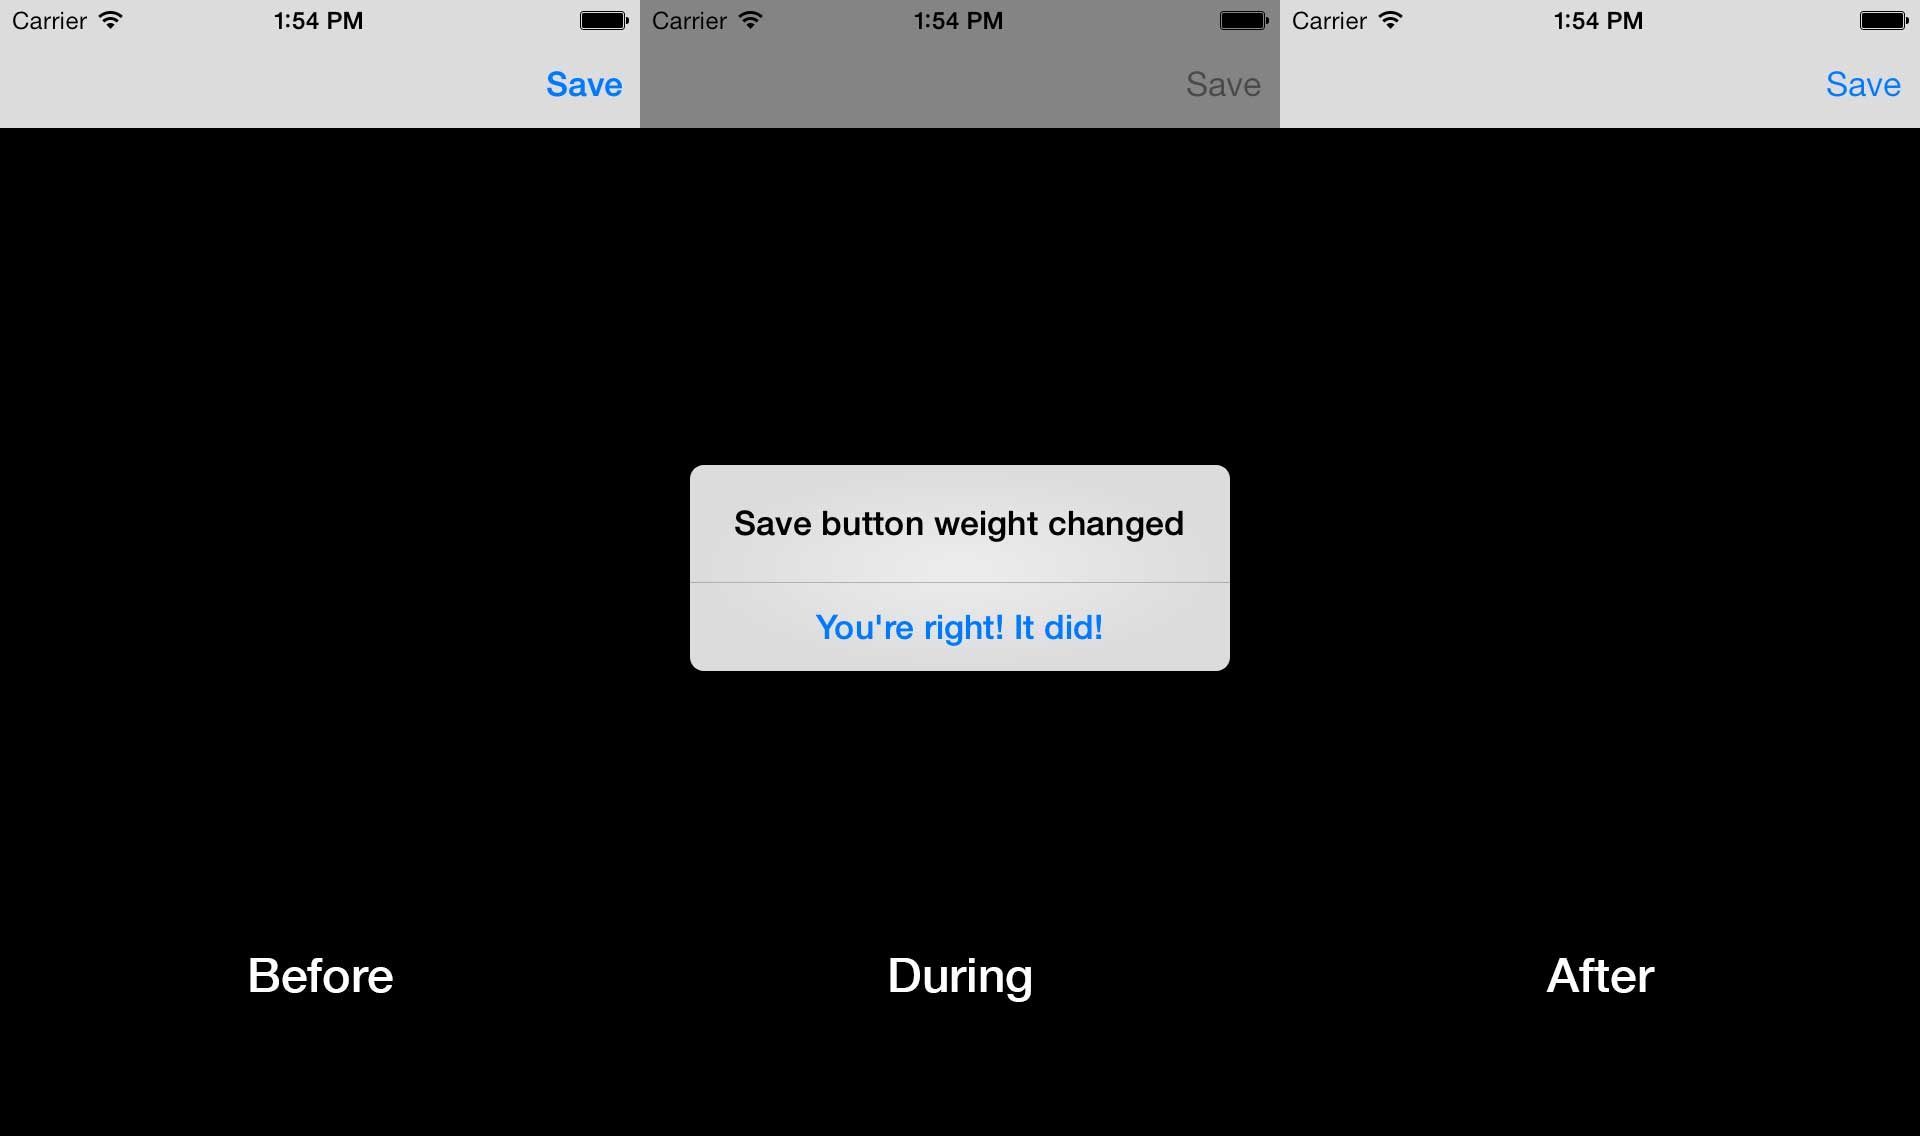 Carrier 1:54 PM
Save
Carrier 1:54 PM
Save
Carrier 1:54 PM
Save
Save button weight changed
You're right! It did!
Before
During
After